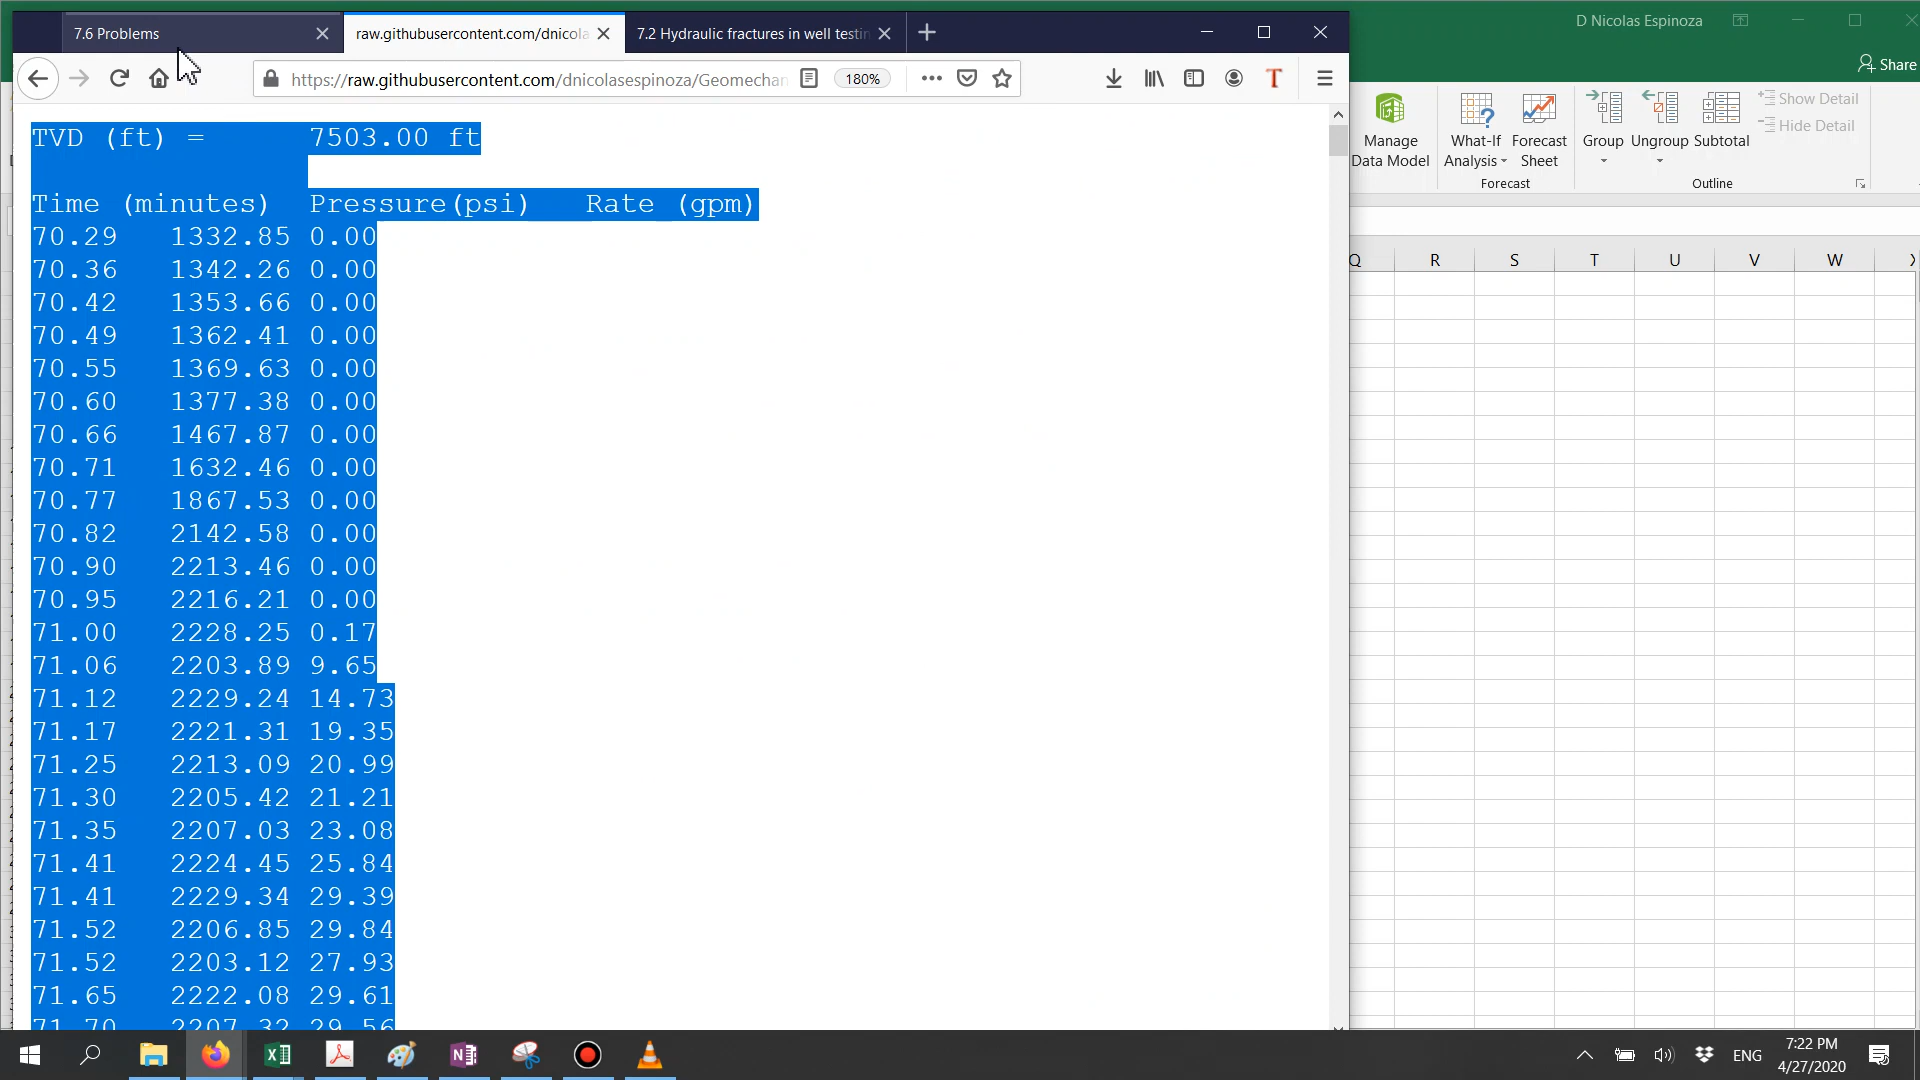 7.6 Problems
raw.githubusercontent.com/dnicola
7.2 Hydraulic fractures in well testin
D Nicolas Espinoza
Share
https://raw.githubusercontent.com/dnicolasespinoza/Geomechan
180%
Manage
Data Model
What-If
Analysis
Forecast
Sheet
Forecast
Group
Ungroup
Subtotal
Show Detail
Hide Detail
Outline
Q R S T U V W X
TVD (ft) = 7503.00 ft
Time (minutes) Pressure(psi) Rate (gpm)
70.29 1332.85 0.00
70.36 1342.26 0.00
70.42 1353.66 0.00
70.49 1362.41 0.00
70.55 1369.63 0.00
70.60 1377.38 0.00
70.66 1467.87 0.00
70.71 1632.46 0.00
70.77 1867.53 0.00
70.82 2142.58 0.00
70.90 2213.46 0.00
70.95 2216.21 0.00
71.00 2228.25 0.17
71.06 2203.89 9.65
71.12 2229.24 14.73
71.17 2221.31 19.35
71.25 2213.09 20.99
71.30 2205.42 21.21
71.35 2207.03 23.08
71.41 2224.45 25.84
71.41 2229.34 29.39
71.52 2206.85 29.84
71.52 2203.12 27.93
71.65 2222.08 29.61
71.70 2207.32 29.56
ENG
7:22 PM
4/27/2020